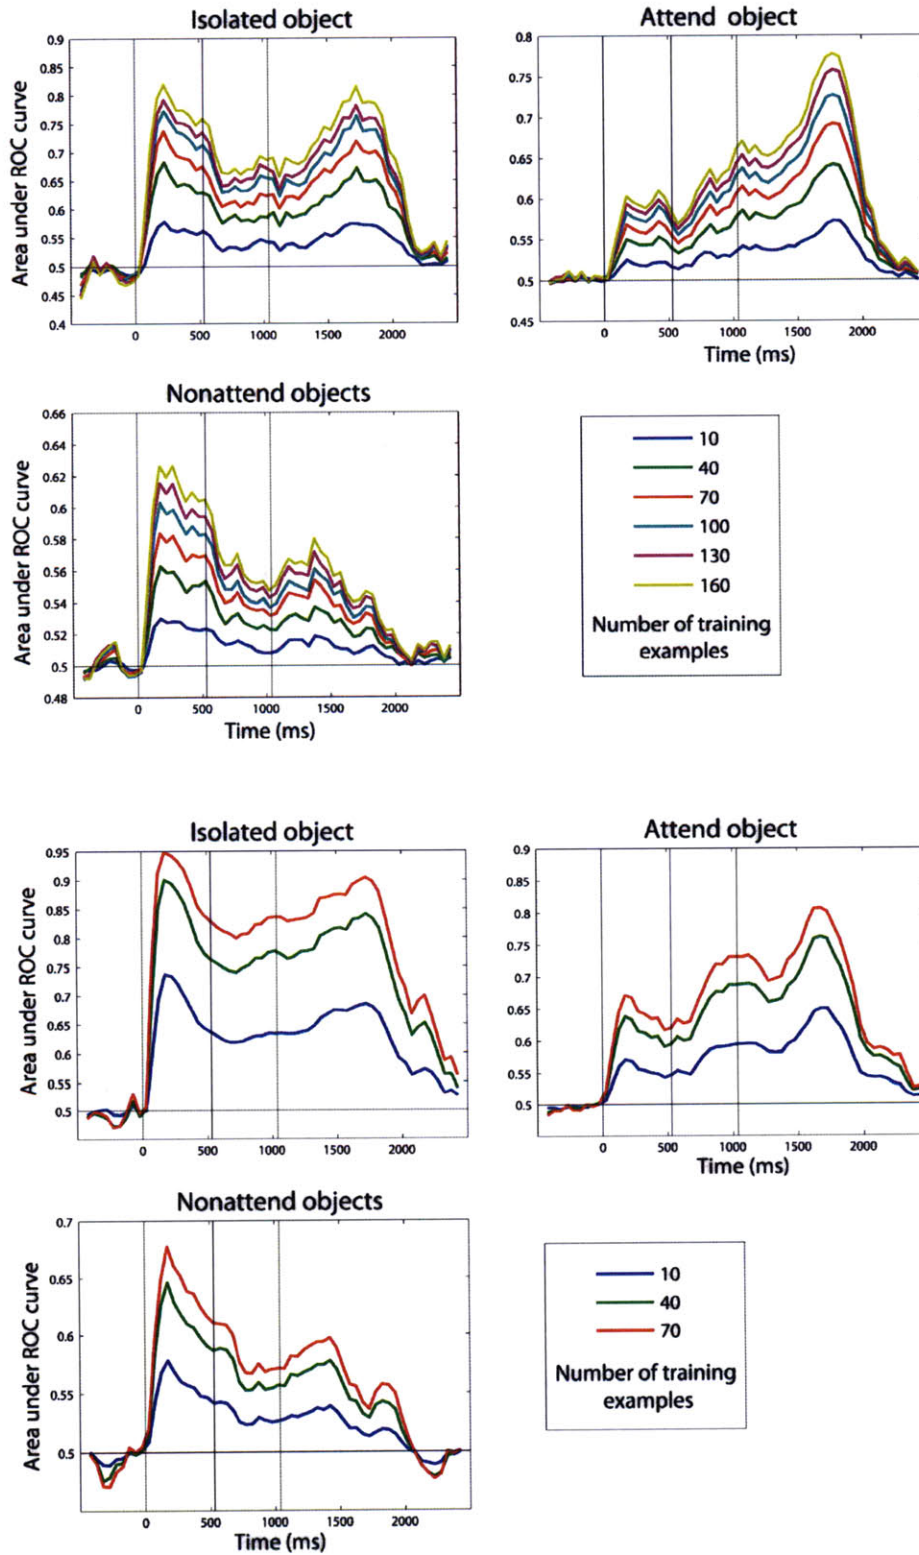 Isolated object
Area under ROC curve
0.9
0.85
0.8
0.75
0.7
0.65
0.6
0.55
0.5
0.45
0.4
0 500 1000 1500 2000
Attend object
0.8
0.75
0.7
0.65
0.6
0.55
0.5
0.45
0 500 1000 1500 2000
Time (ms)
Nonattend objects
Area under ROC curve
0.66
0.64
0.62
0.6
0.58
0.56
0.54
0.52
0.5
0.48
0 500 1000 1500 2000
Time (ms)
10
40
70
100
130
160
Number of training
examples
Isolated object
Area under ROC curve
0.95
0.9
0.85
0.8
0.75
0.7
0.65
0.6
0.55
0.5
0 500 1000 1500 2000
Attend object
0.9
0.85
0.8
0.75
0.7
0.65
0.6
0.55
0.5
0 500 1000 1500 2000
Time (ms)
Nonattend objects
Area under ROC curve
0.7
0.65
0.6
0.55
0.5
0 500 1000 1500 2000
Time (ms)
10
40
70
Number of training
examples